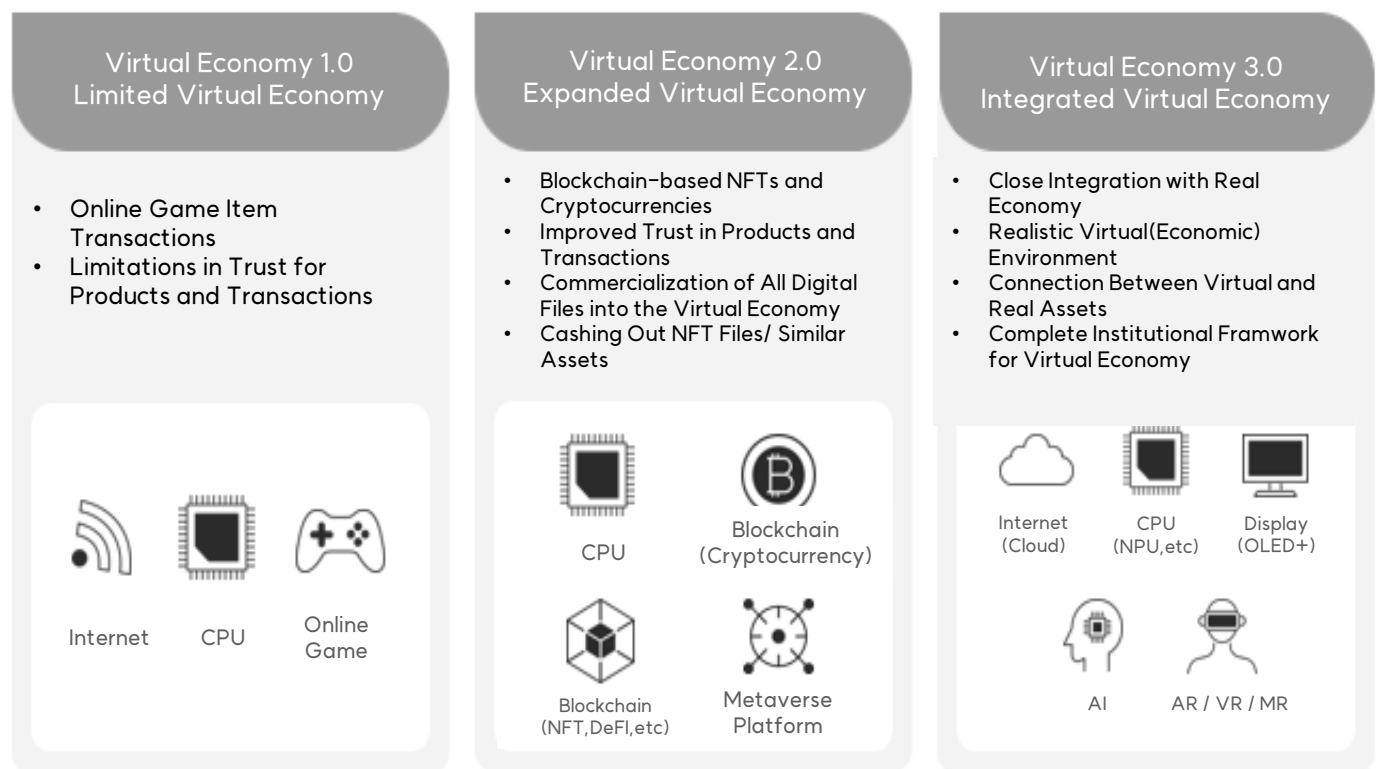 Virtual Economy 1.0
Limited Virtual Economy
• Online Game Item
Transactions
• Limitations in Trust for
Products and Transactions
Internet
CPU
Online
Game
Virtual Economy 2.0
Expanded Virtual Economy
• Blockchain-based NFTs and
Cryptocurrencies
• Improved Trust in Products and
Transactions
• Commercialization of All Digital
Files into the Virtual Economy
• Cashing Out NFT Files/ Similar
Assets
CPU
Blockchain
(Cryptocurrency)
Blockchain
(NFT,DeFI,etc)
Metaverse
Platform
Virtual Economy 3.0
Integrated Virtual Economy
• Close Integration with Real
Economy
• Realistic Virtual(Economic)
Environment
• Connection Between Virtual and
Real Assets
• Complete Institutional Framwork
for Virtual Economy
Internet
(Cloud)
CPU
(NPU,etc)
Display
(OLED+)
AI
AR / VR / MR